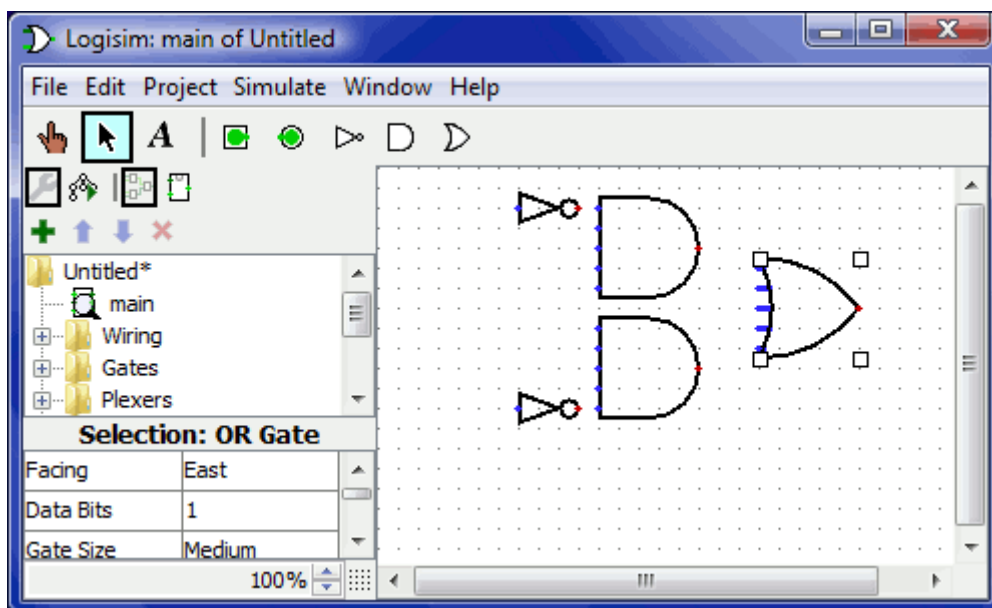 Logisim: main of Untitled
File Edit Project Simulate Window Help
A
Untitled*
main
Wiring
Gates
Plexers
Selection: OR Gate
Facing East
Data Bits 1
Gate Size Medium
100%